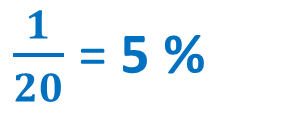 1/20 = 5 %